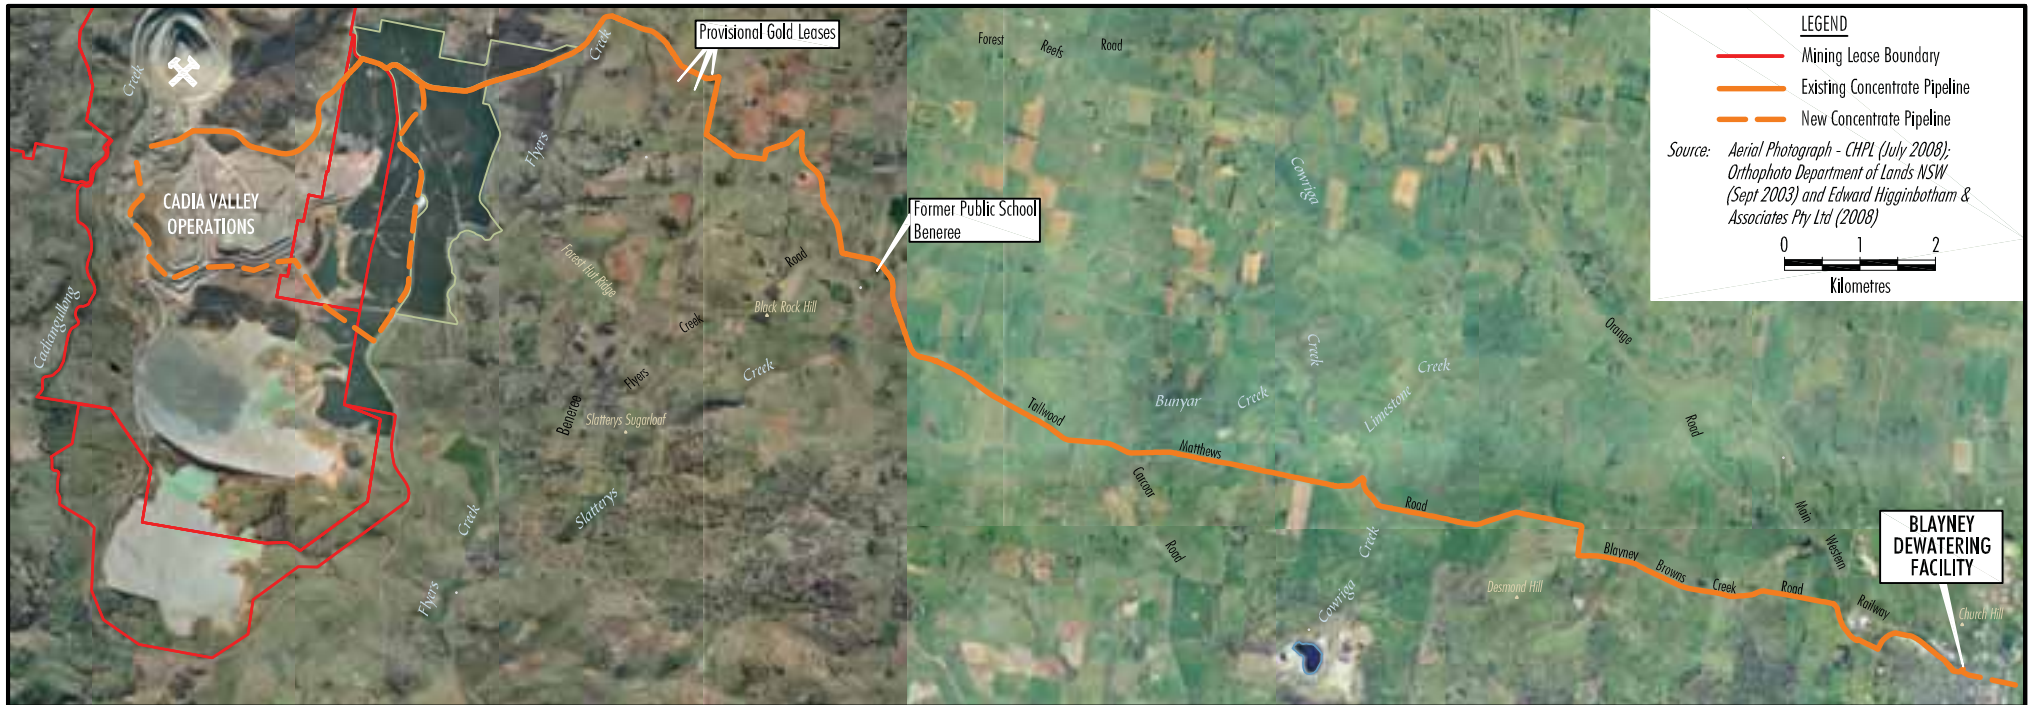 Provisional Gold Leases
Forest Reefs Road
Creek
Creek
LEGEND
Mining Lease Boundary
Existing Concentrate Pipeline
New Concentrate Pipeline
Source: Aerial Photograph - CHPL (July 2008);
Orthophoto Department of Lands NSW
(Sept 2003) and Edward Higginbotham &
Associates Pty Ltd (2008)
0 1 2
Kilometres
Flyers
Cowriga
CADIA VALLEY
OPERATIONS
Former Public School
Beneree
Forest Hut Ridge
Road
Black Rock Hill
Cadiangullong
Creek
Orange
Creek
Flyers
Creek
Creek
Limestone
Creek
Bunyar
Creek
Beneree
Slatterys Sugarloaf
Tallwood
Matthews
Road
Carcoar
Road
Road
Slatterys
Creek
Flyers
Main
Western
Creek
Cowriga
Blayney
Browns
Creek
Road
Railway
Desmond Hill
Church Hill
BLAYNEY
DEWATERING
FACILITY